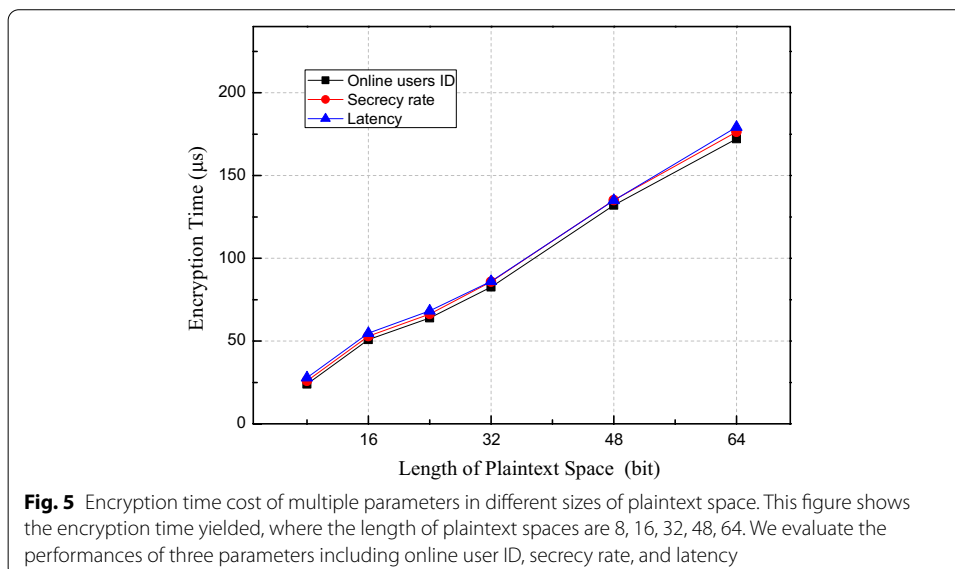 Online users ID
Secrecy rate
Latency
200
150
100
50
0
Encryption Time (μs)
16 32 48 64
Length of Plaintext Space (bit)
Fig. 5 Encryption time cost of multiple parameters in different sizes of plaintext space. This figure shows
the encryption time yielded, where the length of plaintext spaces are 8, 16, 32, 48, 64. We evaluate the
performances of three parameters including online user ID, secrecy rate, and latency